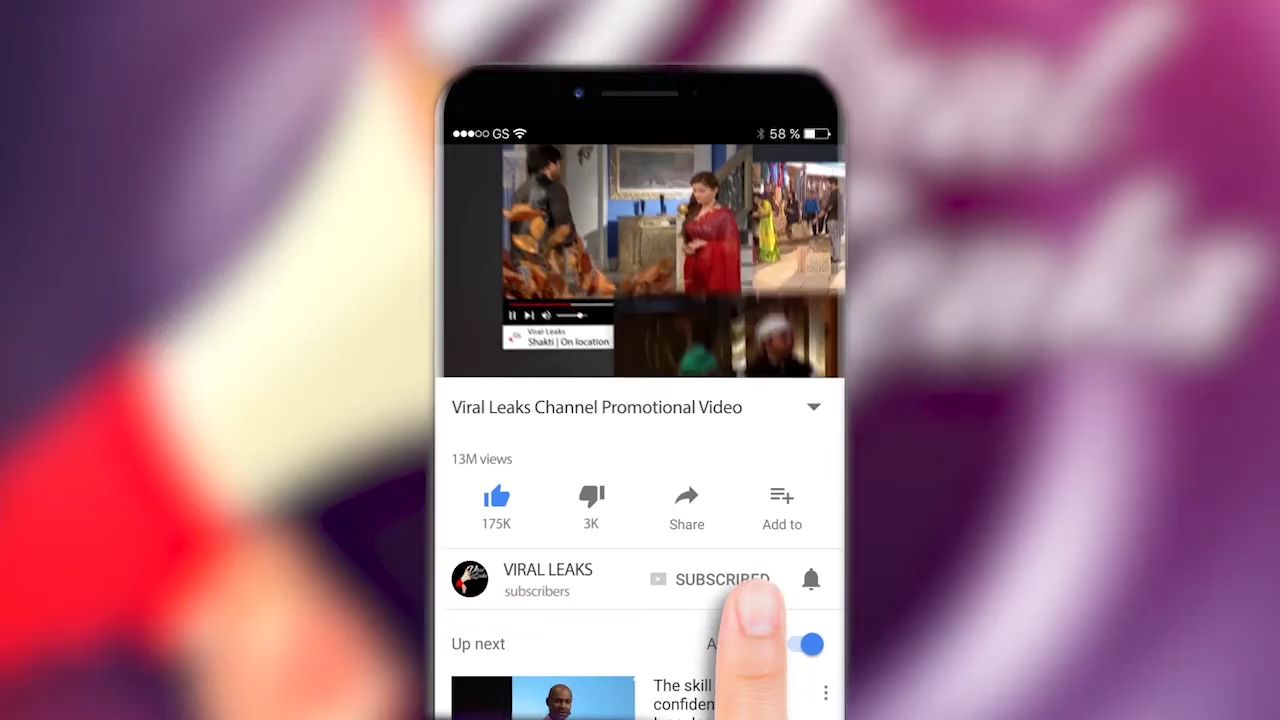 GS
58 %
Viral Leaks
Shakti | On location
Viral Leaks Channel Promotional Video
13M views
175K
3K
Share
Add to
VIRAL LEAKS
subscribers
SUBSCRIBED
Up next
The skill
confiden